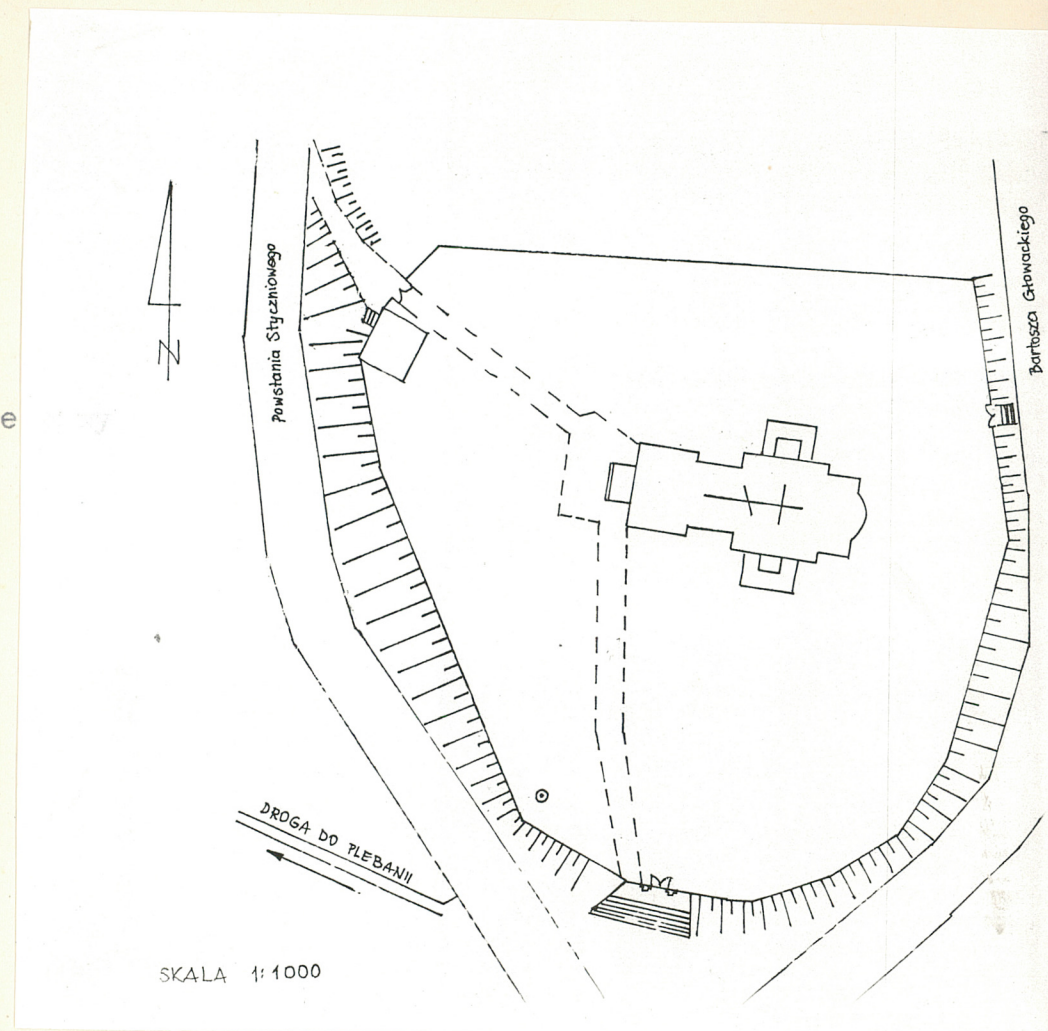 Powstania Styczniowego
Bartosza Głowackiego
N
DROGA DO PLEBANII
SKALA 1:1000